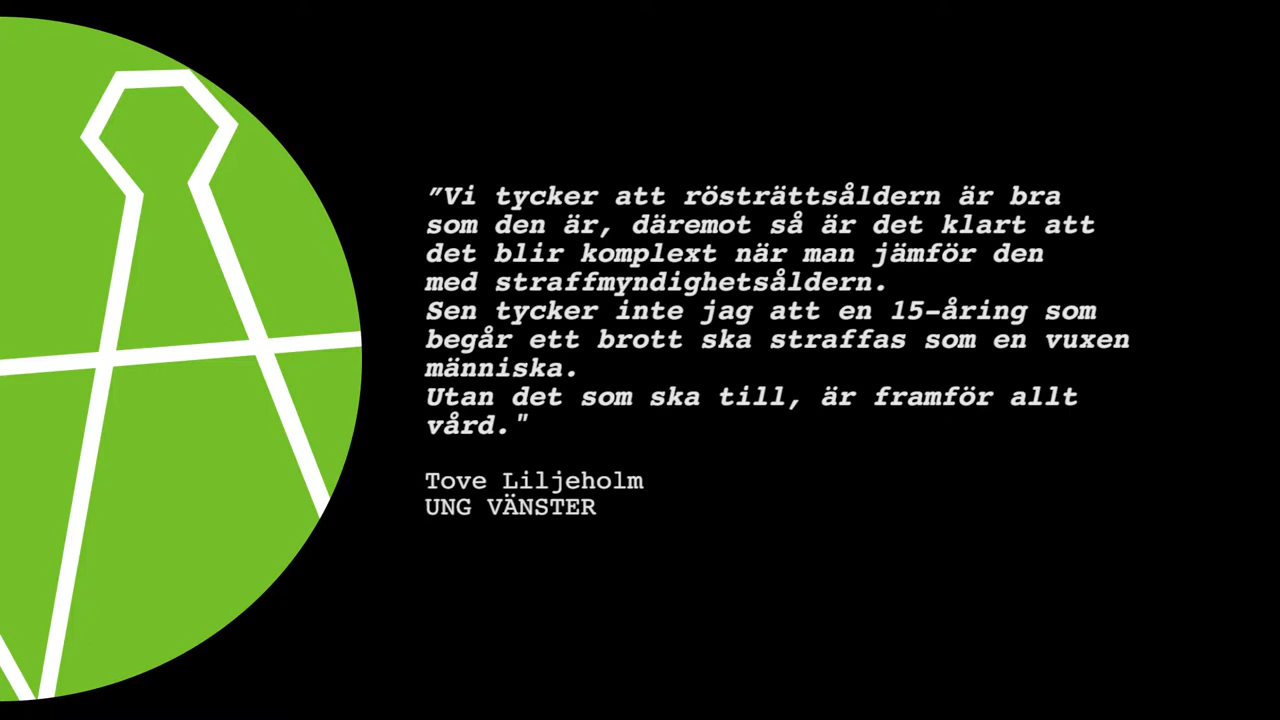 ”Vi tycker att rösträttsåldern är bra
som den är, däremot så är det klart att
det blir komplext när man jämför den
med straffmyndighetsåldern.
Sen tycker inte jag att en 15-åring som
begår ett brott ska straffas som en vuxen
människa.
Utan det som ska till, är framför allt
vård."
Tove Liljeholm
UNG VÄNSTER